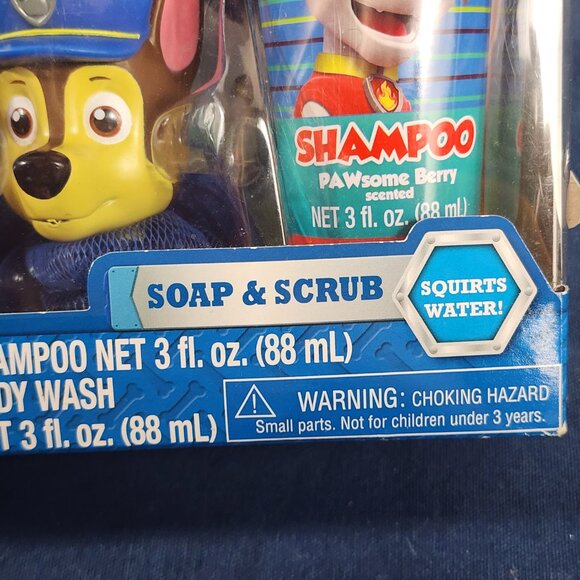 SHAMPOO
PAWsome Berry
scented
NET 3 fl. oz. (88 mL)
SOAP & SCRUB
SQUIRTS
WATER!
AMPOO NET 3 fl. oz. (88 mL)
DY WASH
T 3 fl. oz. (88 mL)
WARNING: CHOKING HAZARD
Small parts. Not for children under 3 years.